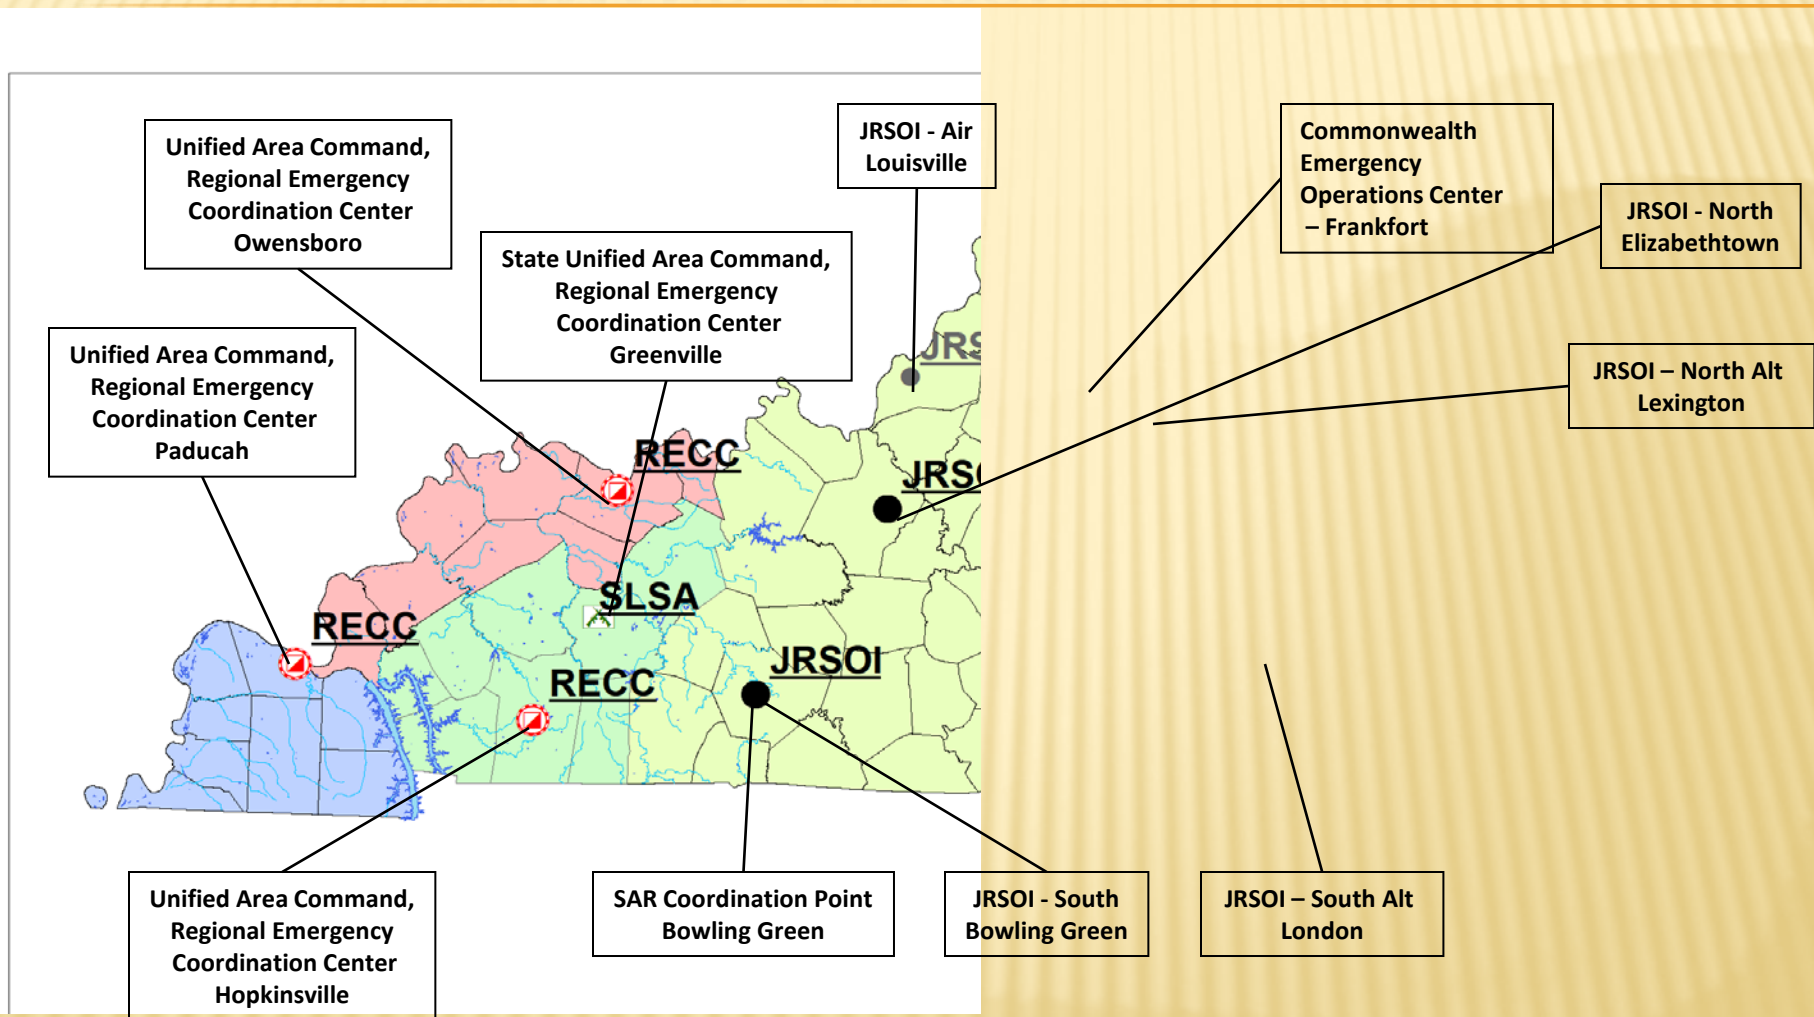 JRSOI - Air
Louisville
Commonwealth
Emergency
Operations Center
– Frankfort
Unified Area Command,
Regional Emergency
Coordination Center
Owensboro
JRSOI - North
Elizabethtown
State Unified Area Command,
Regional Emergency
Coordination Center
Greenville
Unified Area Command,
Regional Emergency
Coordination Center
Paducah
JRSOI – North Alt
Lexington
JRS
RECC
JRSO
SLSA
RECC
JRSOI
RECC
Unified Area Command,
Regional Emergency
Coordination Center
Hopkinsville
SAR Coordination Point
Bowling Green
JRSOI - South
Bowling Green
JRSOI – South Alt
London